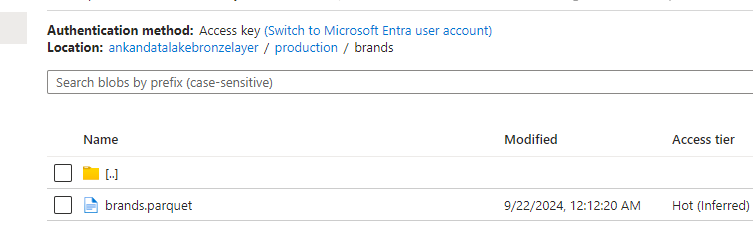 Authentication method: Access key (Switch to Microsoft Entra user account)
Location: ankandatalakebronzelayer / production / brands
Search blobs by prefix (case-sensitive)
Name Modified Access tier
[..]
brands.parquet 9/22/2024, 12:12:20 AM Hot (Inferred)